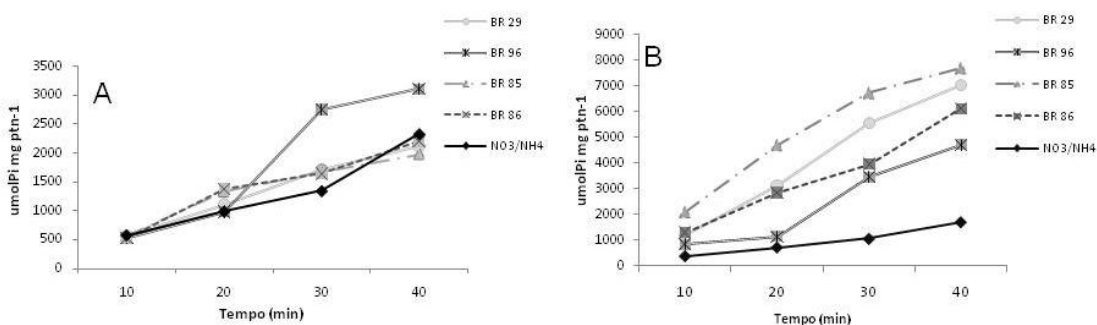 A
umolPi mg ptn-1
3500
3000
2500
2000
1500
1000
500
0
10 20 30 40
Tempo (min)
BR 29
BR 96
BR 85
BR 86
NO3/NH4
B
umolPi mg ptn-1
9000
8000
7000
6000
5000
4000
3000
2000
1000
0
10 20 30 40
Tempo (min)
BR 29
BR 96
BR 85
BR 86
NO3/NH4